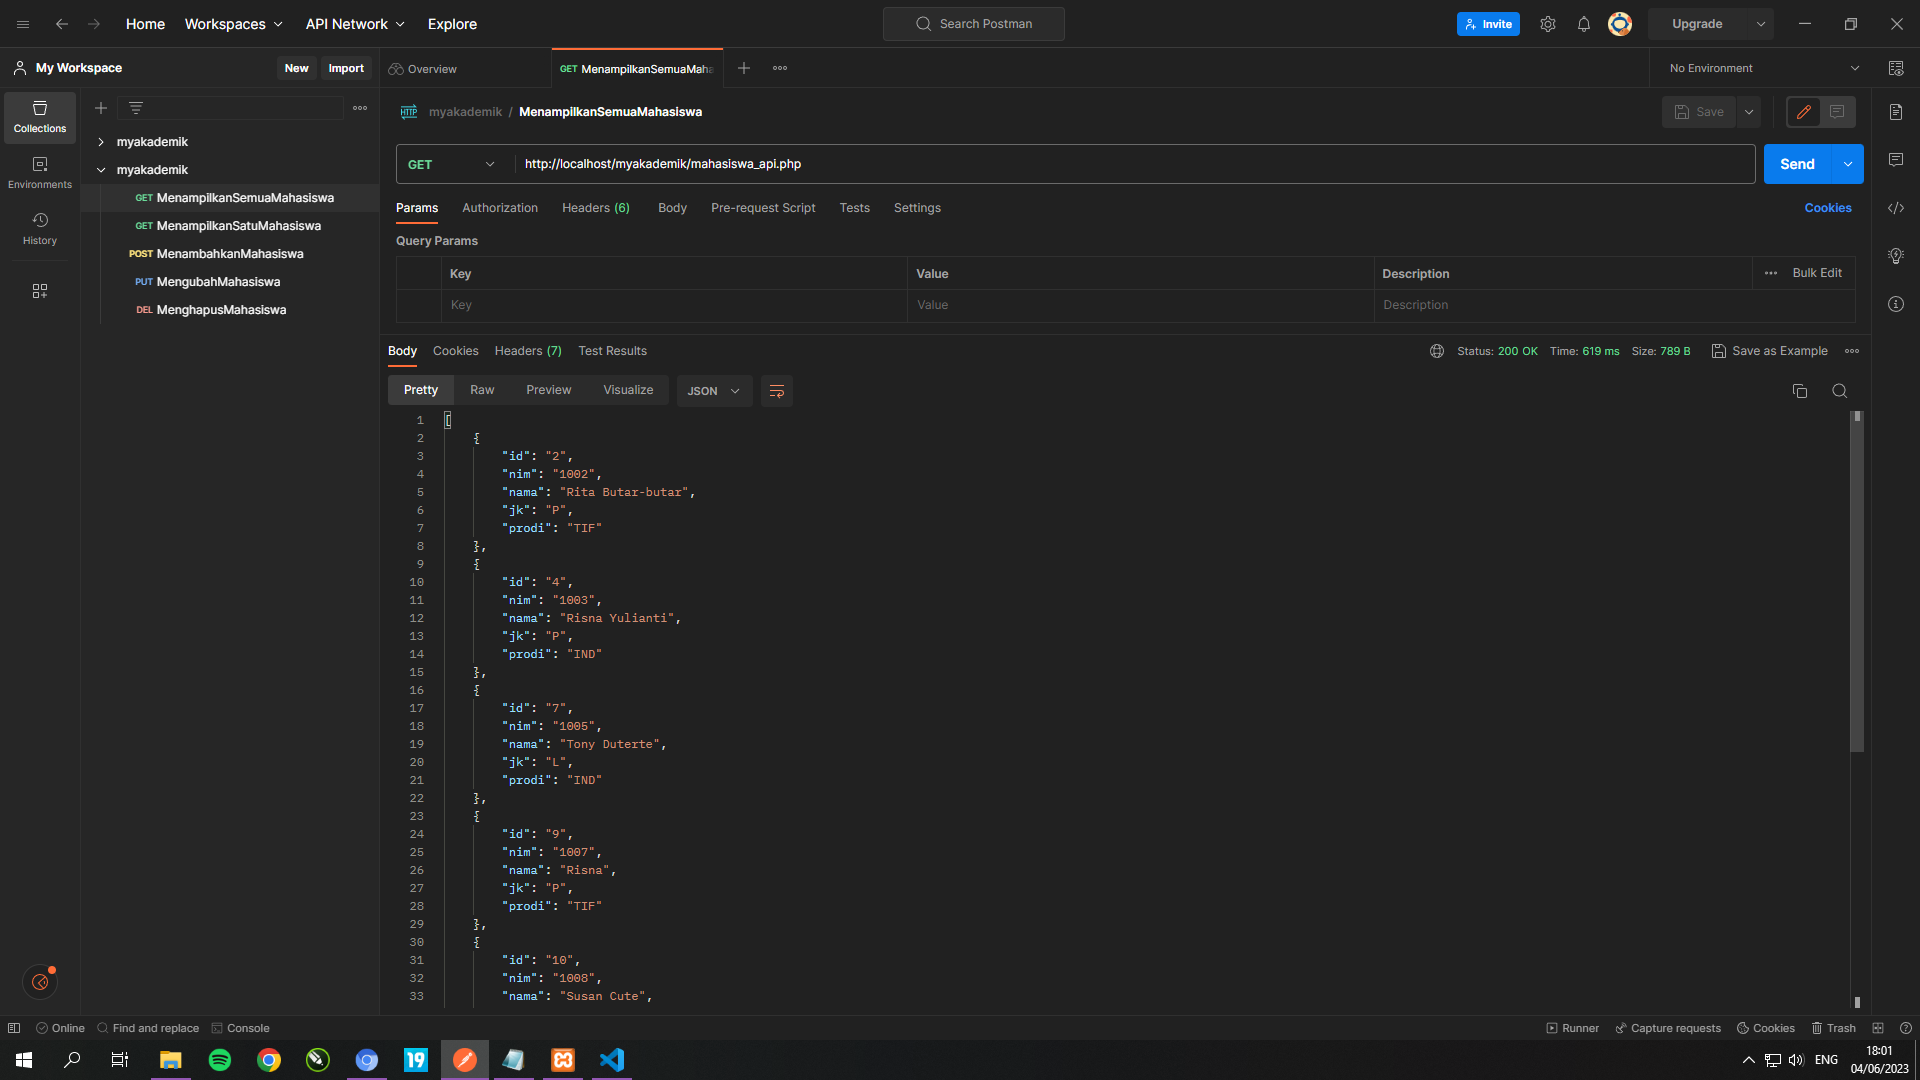 Home Workspaces API Network Explore Search Postman Invite Upgrade
My Workspace New Import Overview GET MenampilkanSemuaMaha No Environment
Collections
Environments
History
myakademik
myakademik
GET MenampilkanSemuaMahasiswa
GET MenampilkanSatuMahasiswa
POST MenambahkanMahasiswa
PUT MengubahMahasiswa
DEL MenghapusMahasiswa
HTTP myakademik / MenampilkanSemuaMahasiswa Save
GET http://localhost/myakademik/mahasiswa_api.php Send
Params Authorization Headers (6) Body Pre-request Script Tests Settings Cookies
Query Params
Key Value Description Bulk Edit
Key Value Description
Body Cookies Headers (7) Test Results Status: 200 OK Time: 619 ms Size: 789 B Save as Example
Pretty Raw Preview Visualize JSON
1 [
2 {
3 "id": "2",
4 "nim": "1002",
5 "nama": "Rita Butar-butar",
6 "jk": "P",
7 "prodi": "TIF"
8 },
9 {
10 "id": "4",
11 "nim": "1003",
12 "nama": "Risna Yulianti",
13 "jk": "P",
14 "prodi": "IND"
15 },
16 {
17 "id": "7",
18 "nim": "1005",
19 "nama": "Tony Duterte",
20 "jk": "L",
21 "prodi": "IND"
22 },
23 {
24 "id": "9",
25 "nim": "1007",
26 "nama": "Risna",
27 "jk": "P",
28 "prodi": "TIF"
29 },
30 {
31 "id": "10",
32 "nim": "1008",
33 "nama": "Susan Cute",
Online Find and replace Console Runner Capture requests Cookies Trash
19 ENG 18:01
04/06/2023